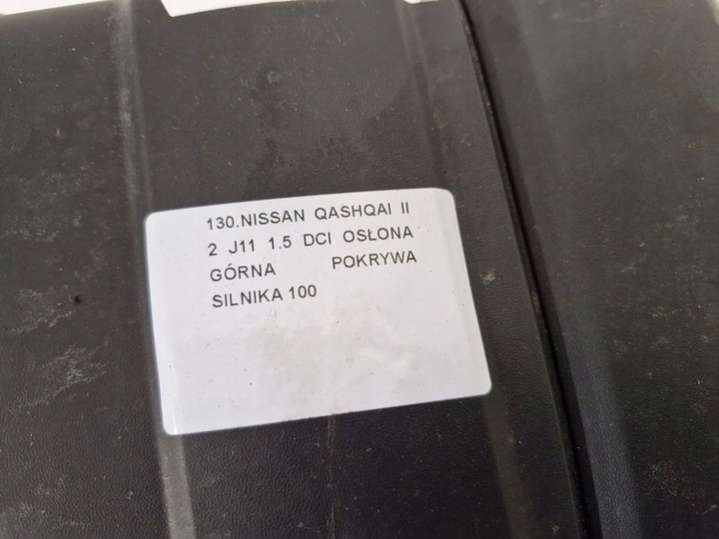 130.NISSAN QASHQAI II
2 J11 1.5 DCI OSŁONA
GÓRNA POKRYWA
SILNIKA 100